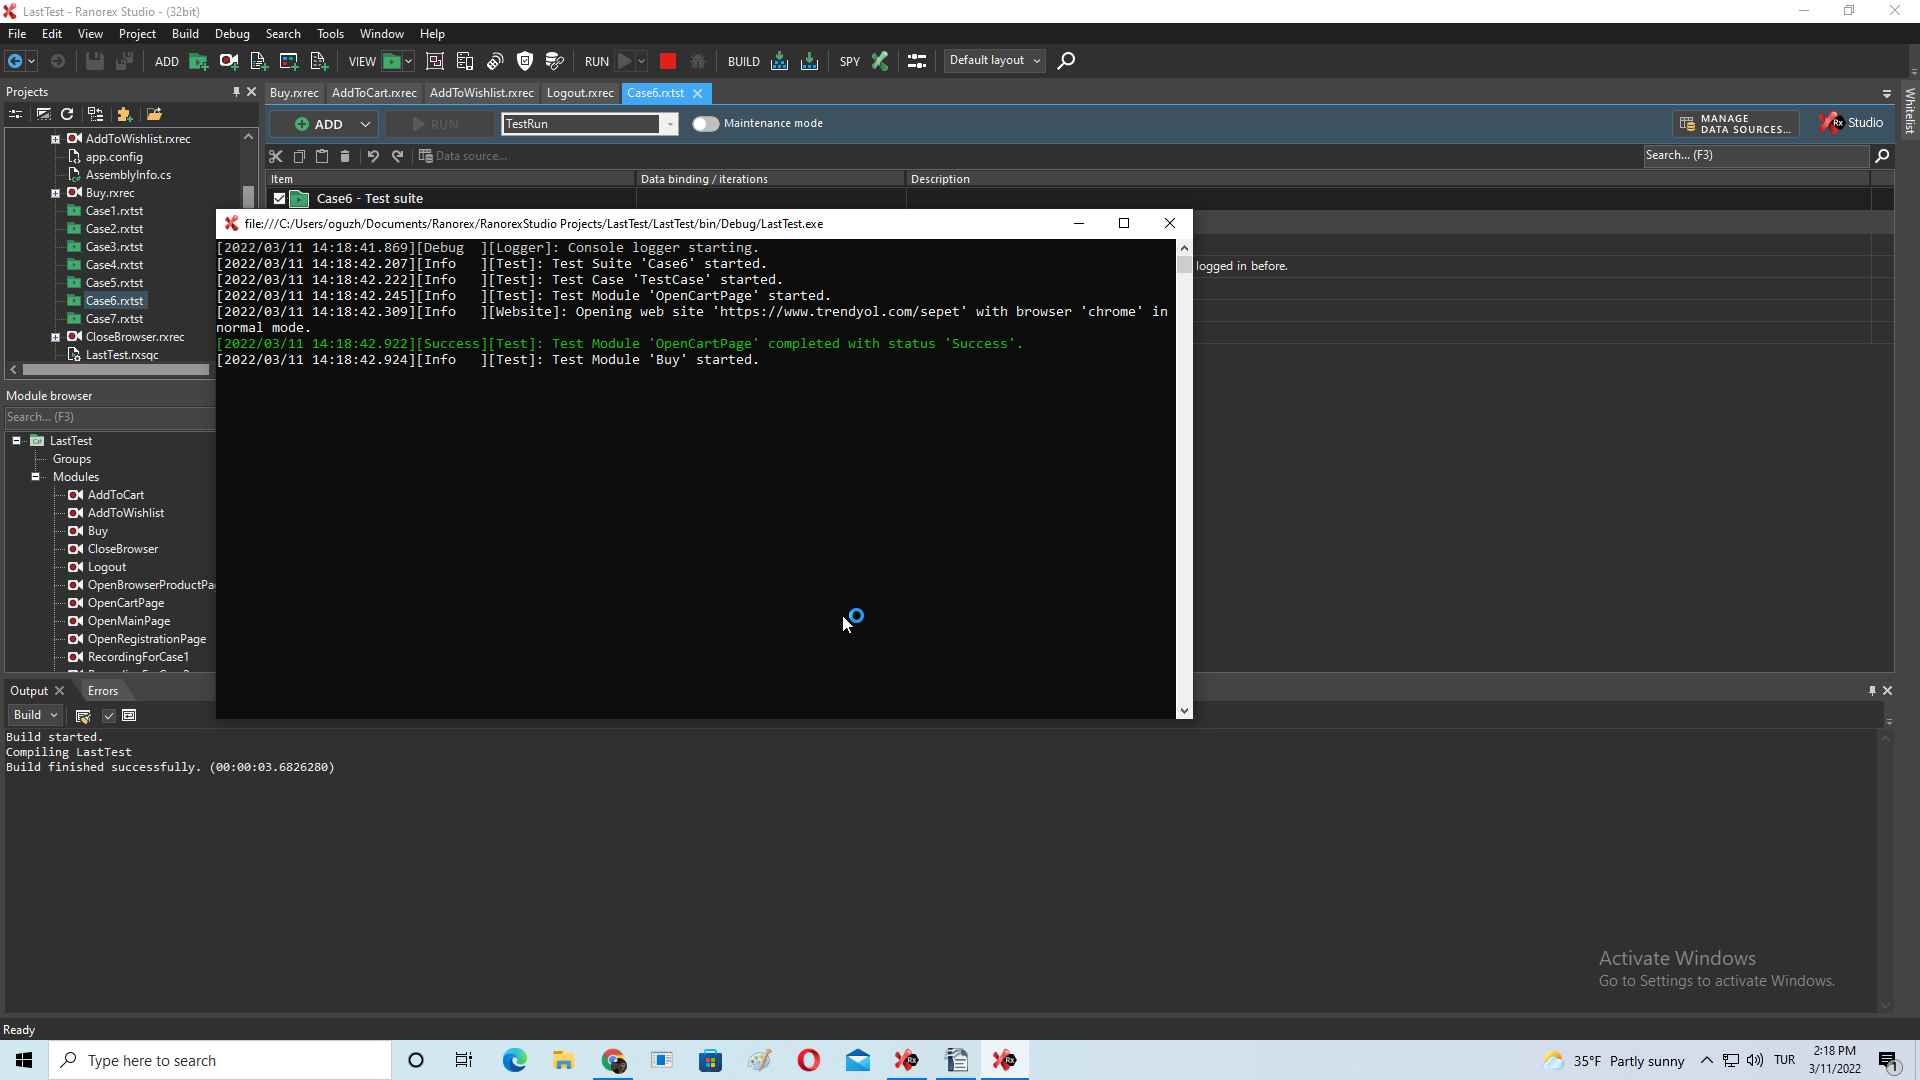 LastTest - Ranorex Studio - (32bit)
File Edit View Project Build Debug Search Tools Window Help
ADD VIEW RUN BUILD SPY Default layout
Projects
Buy.rxrec AddToCart.rxrec AddToWishlist.rxrec Logout.rxrec Case6.rxtst
Whitelist
ADD RUN TestRun Maintenance mode MANAGE DATA SOURCES... Rx Studio
Data source... Search... (F3)
Item Data binding / iterations Description
Case6 - Test suite
AddToWishlist.rxrec
app.config
AssemblyInfo.cs
Buy.rxrec
Case1.rxtst
Case2.rxtst
Case3.rxtst
Case4.rxtst
Case5.rxtst
Case6.rxtst
Case7.rxtst
CloseBrowser.rxrec
LastTest.rxsqc
logged in before.
file:///C:/Users/oguzh/Documents/Ranorex/RanorexStudio Projects/LastTest/LastTest/bin/Debug/LastTest.exe
[2022/03/11 14:18:41.869][Debug  ][Logger]: Console logger starting.
[2022/03/11 14:18:42.207][Info   ][Test]: Test Suite 'Case6' started.
[2022/03/11 14:18:42.222][Info   ][Test]: Test Case 'TestCase' started.
[2022/03/11 14:18:42.245][Info   ][Test]: Test Module 'OpenCartPage' started.
[2022/03/11 14:18:42.309][Info   ][Website]: Opening web site 'https://www.trendyol.com/sepet' with browser 'chrome' in
normal mode.
[2022/03/11 14:18:42.922][Success][Test]: Test Module 'OpenCartPage' completed with status 'Success'.
[2022/03/11 14:18:42.924][Info   ][Test]: Test Module 'Buy' started.
Module browser
Search... (F3)
LastTest
Groups
Modules
AddToCart
AddToWishlist
Buy
CloseBrowser
Logout
OpenBrowserProductPa
OpenCartPage
OpenMainPage
OpenRegistrationPage
RecordingForCase1
Output Errors
Build
Build started.
Compiling LastTest
Build finished successfully. (00:00:03.6826280)
Activate Windows
Go to Settings to activate Windows.
Ready
Type here to search
35°F Partly sunny TUR 2:18 PM
3/11/2022
1